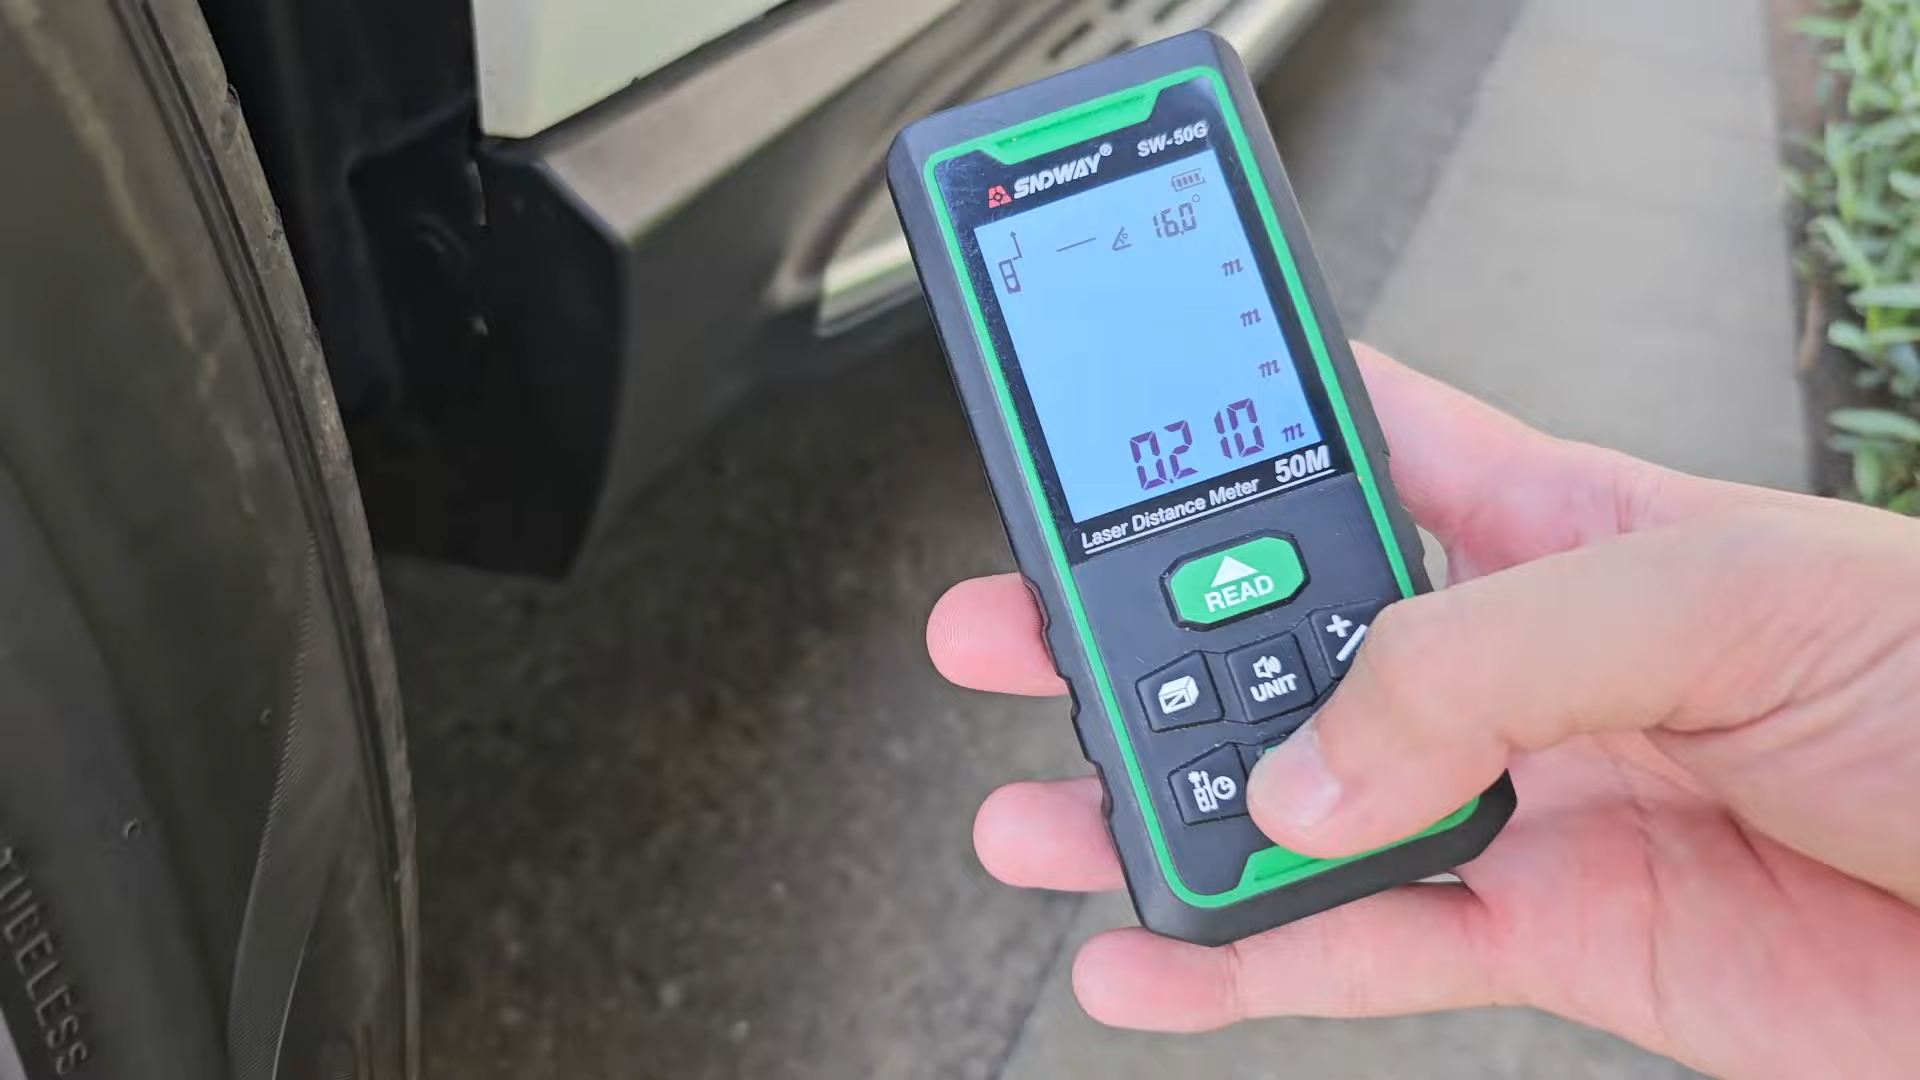 SNDWAY® SW-50G
16.0°
m
m
m
0.210 m
Laser Distance Meter 50M
READ
UNIT
TUBELESS